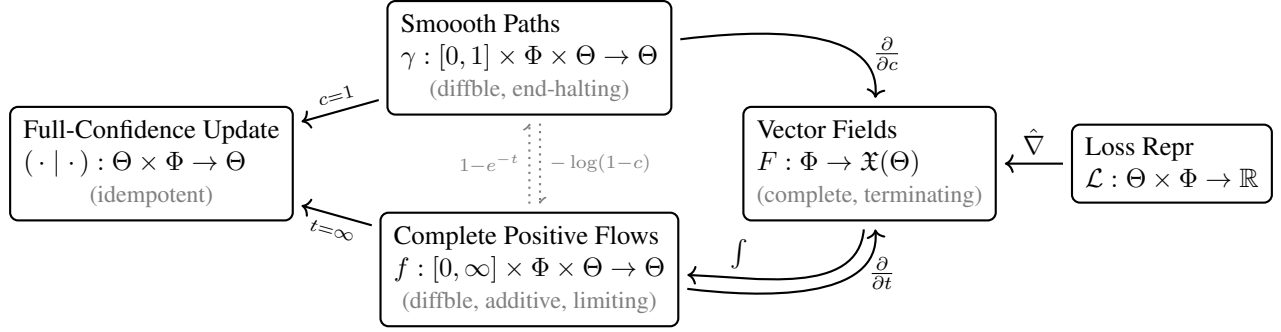 Smoooth Paths
γ : [0, 1] × Φ × Θ → Θ
(diffble, end-halting)
∂/∂c
c=1
Full-Confidence Update
( · | · ) : Θ × Φ → Θ
(idempotent)
Vector Fields
F : Φ → 𝔛(Θ)
(complete, terminating)
∇̂
Loss Repr
ℒ : Θ × Φ → ℝ
1−e^{−t}
− log(1−c)
t=∞
Complete Positive Flows
f : [0, ∞] × Φ × Θ → Θ
(diffble, additive, limiting)
∫
∂/∂t